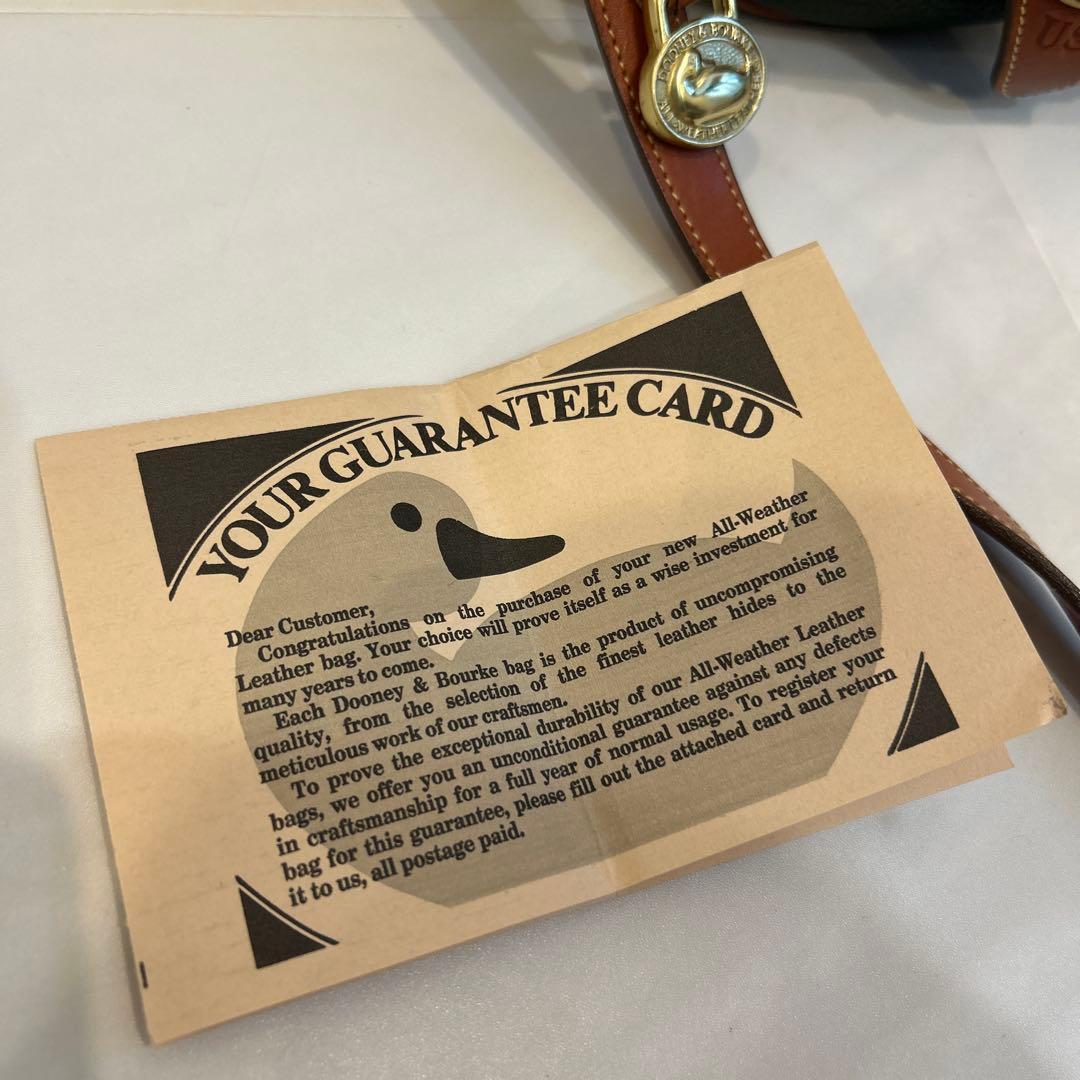 DOONEY & BOURKE
ALL-WEATHER LEA
US
YOUR GUARANTEE CARD
Dear Customer,
Congratulations on the purchase of your new All-Weather
Leather bag. Your choice will prove itself as a wise investment for
many years to come.
Each Dooney & Bourke bag is the product of uncompromising
quality, from the selection of the finest leather hides to the
meticulous work of our craftsmen.
To prove the exceptional durability of our All-Weather Leather
bags, we offer you an unconditional guarantee against any defects
in craftsmanship for a full year of normal usage. To register your
bag for this guarantee, please fill out the attached card and return
it to us, all postage paid.